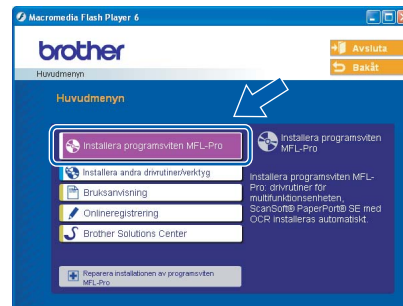 Macromedia Flash Player 6
brother
Avsluta
Bakåt
Huvudmenyn
Huvudmenyn
Installera programsviten MFL-Pro
Installera andra drivrutiner/verktyg
Bruksanvisning
Onlineregistrering
Brother Solutions Center
Reparera installationen av programsviten
MFL-Pro
Installera programsviten
MFL-Pro
Installera programsviten MFL-
Pro: drivrutiner för
multifunktionsenheten,
ScanSoft® PaperPort® SE med
OCR installeras automatiskt.